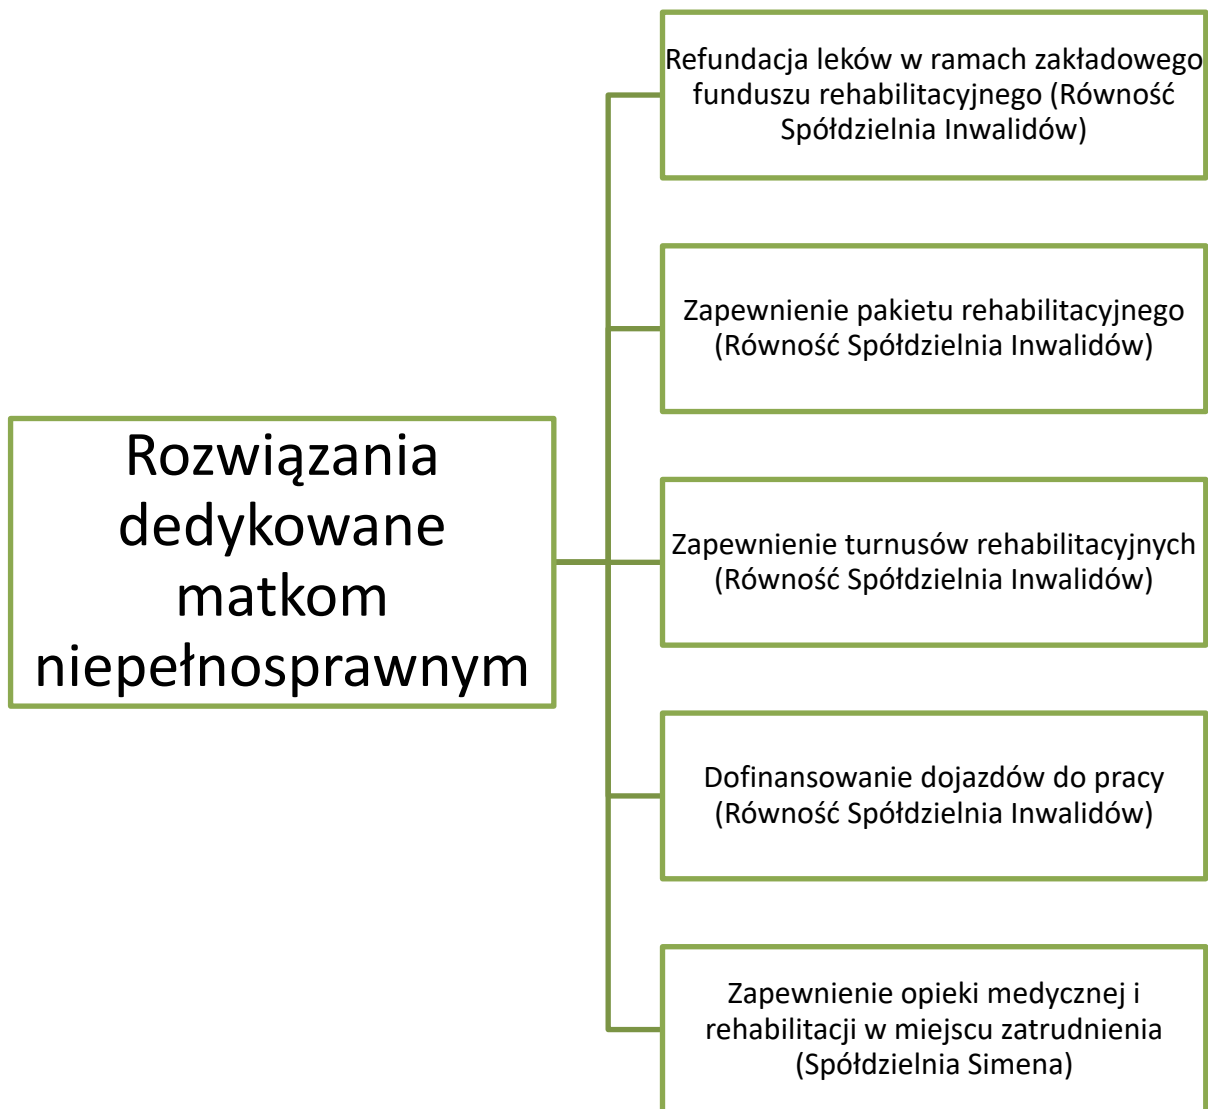 Refundacja leków w ramach zakładowego
funduszu rehabilitacyjnego (Równość
Spółdzielnia Inwalidów)
Zapewnienie pakietu rehabilitacyjnego
(Równość Spółdzielnia Inwalidów)
Rozwiązania
dedykowane
matkom
niepełnosprawnym
Zapewnienie turnusów rehabilitacyjnych
(Równość Spółdzielnia Inwalidów)
Dofinansowanie dojazdów do pracy
(Równość Spółdzielnia Inwalidów)
Zapewnienie opieki medycznej i
rehabilitacji w miejscu zatrudnienia
(Spółdzielnia Simena)